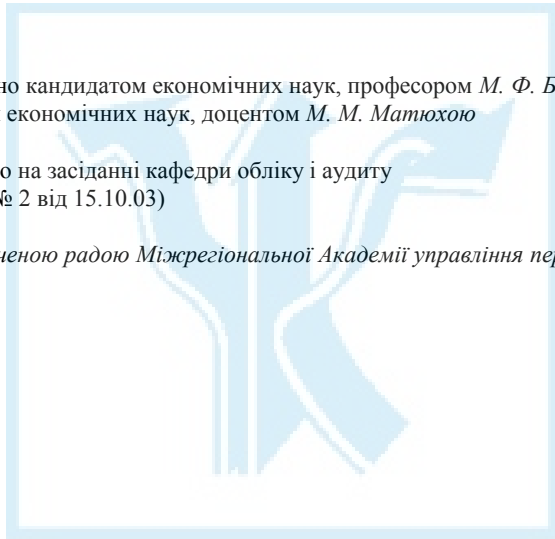 но кандидатом економічних наук, професором М. Ф. Б
економічних наук, доцентом М. М. Матюхою
о на засіданні кафедри обліку і аудиту
№ 2 від 15.10.03)
ченою радою Міжрегіональної Академії управління пер